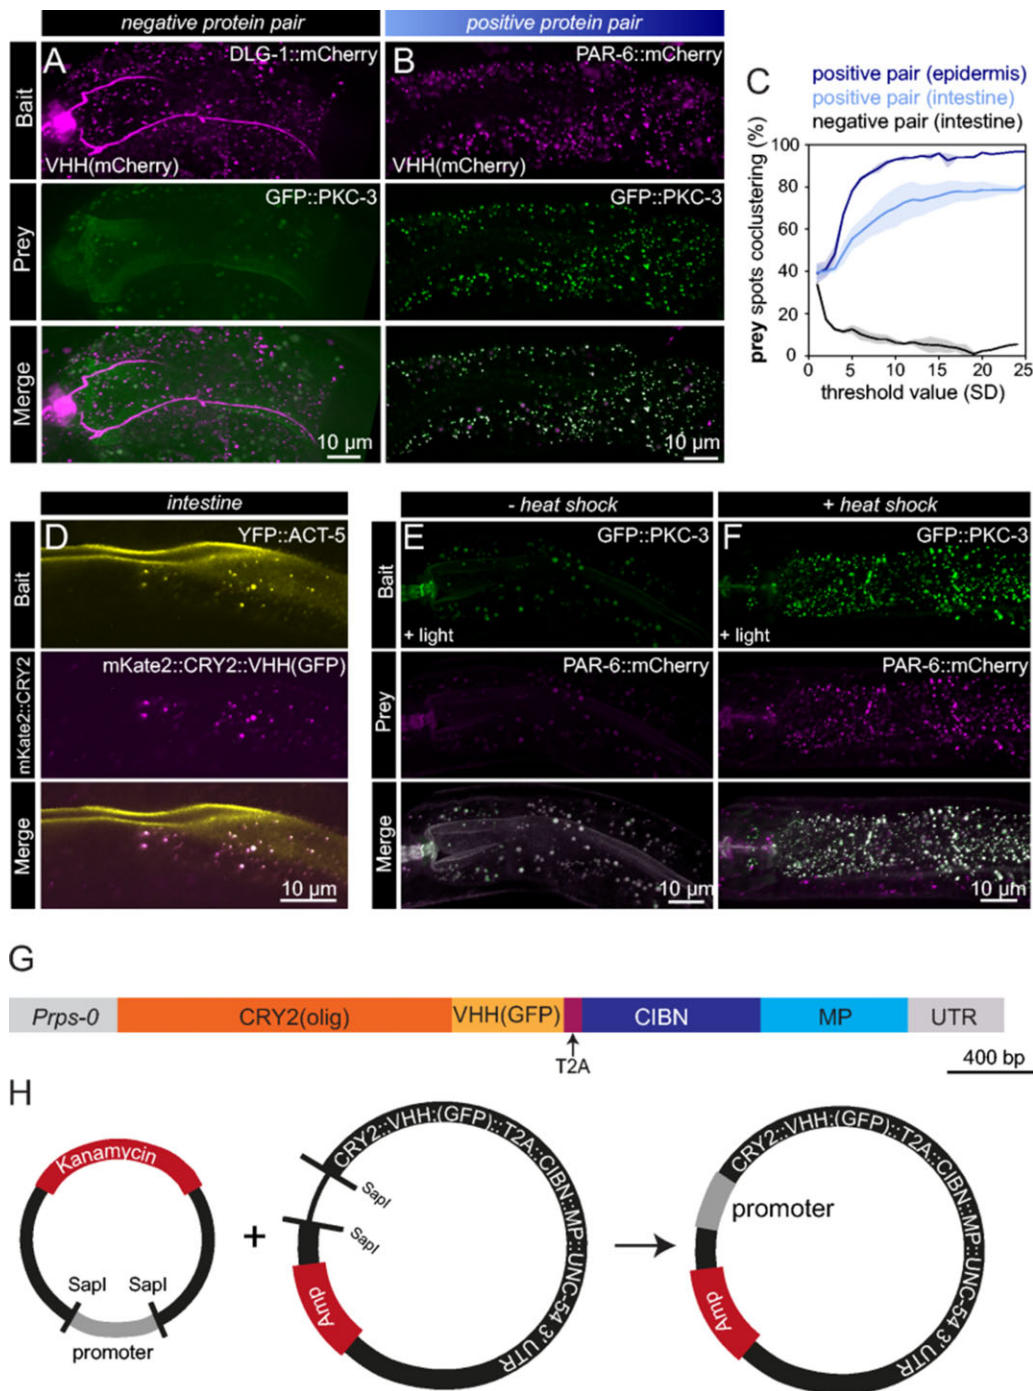 negative protein pair
positive protein pair
Bait
A
DLG-1::mCherry
VHH(mCherry)
B
PAR-6::mCherry
VHH(mCherry)
Prey
GFP::PKC-3
GFP::PKC-3
Merge
10 µm
10 µm
C
positive pair (epidermis)
positive pair (intestine)
negative pair (intestine)
prey spots coclustering (%)
100
80
60
40
20
0
0 5 10 15 20 25
threshold value (SD)
intestine
Bait
D
YFP::ACT-5
mKate2::CRY2
mKate2::CRY2::VHH(GFP)
Merge
10 µm
- heat shock
+ heat shock
Bait
E
GFP::PKC-3
+ light
F
GFP::PKC-3
+ light
Prey
PAR-6::mCherry
PAR-6::mCherry
Merge
10 µm
10 µm
G
Prps-0 CRY2(olig) VHH(GFP) CIBN MP UTR
T2A
400 bp
H
Kanamycin
SapI SapI
promoter
+
CRY2::VHH:(GFP)::T2A::CIBN::MP::UNC-54 3' UTR
SapI
SapI
Amp
CRY2::VHH:(GFP)::T2A::CIBN::MP::UNC-54 3' UTR
promoter
Amp